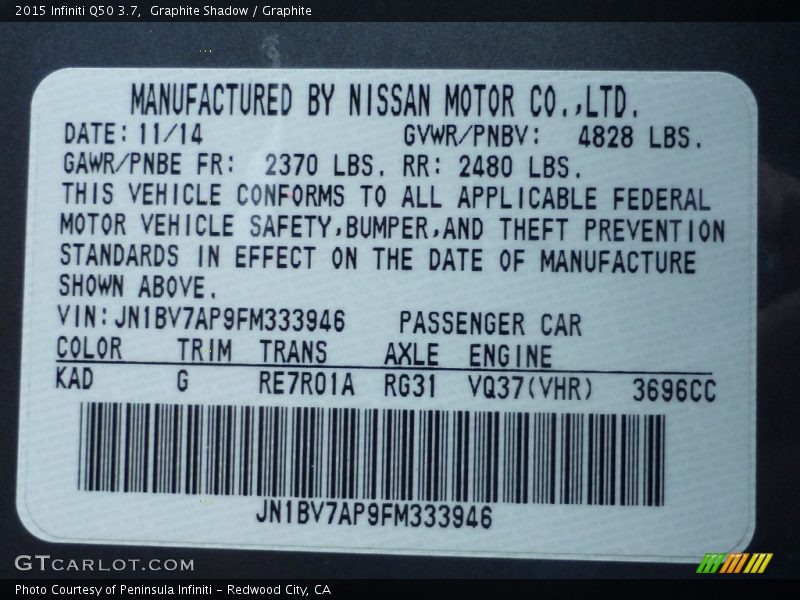 2015 Infiniti Q50 3.7,  Graphite Shadow / Graphite
MANUFACTURED BY NISSAN MOTOR CO.,LTD.
DATE: 11/14 GVWR/PNBV: 4828 LBS.
GAWR/PNBE FR: 2370 LBS. RR: 2480 LBS.
THIS VEHICLE CONFORMS TO ALL APPLICABLE FEDERAL
MOTOR VEHICLE SAFETY,BUMPER,AND THEFT PREVENTION
STANDARDS IN EFFECT ON THE DATE OF MANUFACTURE
SHOWN ABOVE.
VIN: JN1BV7AP9FM333946 PASSENGER CAR
COLOR TRIM TRANS AXLE ENGINE
KAD G RE7R01A RG31 VQ37(VHR) 3696CC
JN1BV7AP9FM333946
GTCARLOT.COM
Photo Courtesy of Peninsula Infiniti - Redwood City, CA